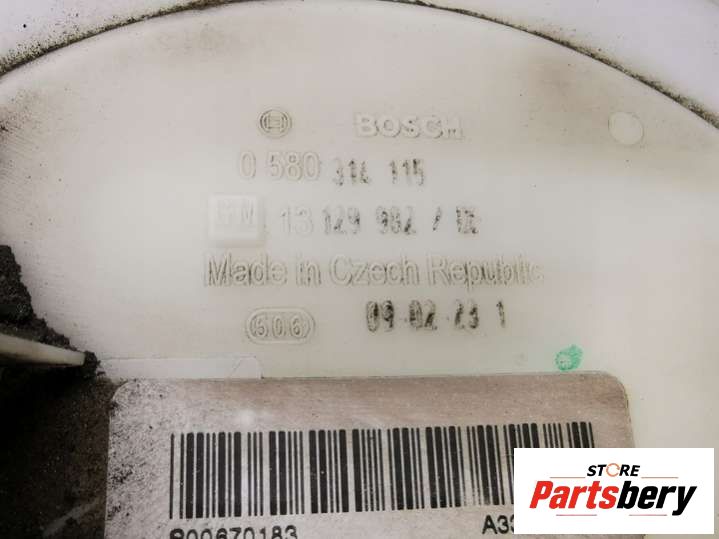 BOSCH
0 580 314 115
GM 13 129 982 /
Made in Czech Republic
506 09 02 23 1
STORE
Partsbery